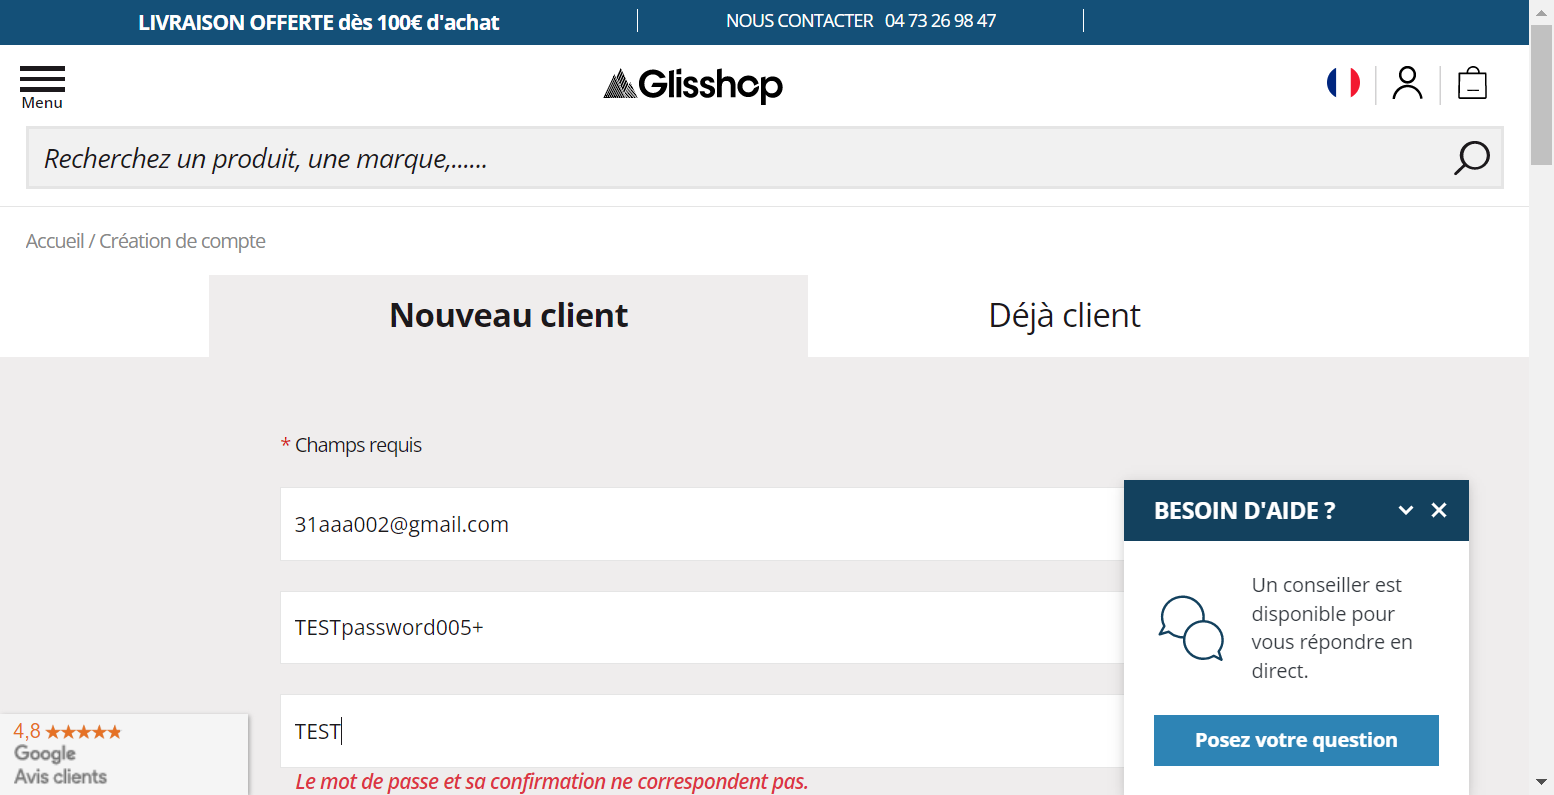 LIVRAISON OFFERTE dès 100€ d'achat
NOUS CONTACTER 04 73 26 98 47
Menu
Glisshop
Recherchez un produit, une marque,......
Accueil / Création de compte
Nouveau client
Déjà client
* Champs requis
31aaa002@gmail.com
TESTpassword005+
TEST
Le mot de passe et sa confirmation ne correspondent pas.
BESOIN D'AIDE ?
Un conseiller est
disponible pour
vous répondre en
direct.
Posez votre question
4,8 ★★★★★
Google
Avis clients